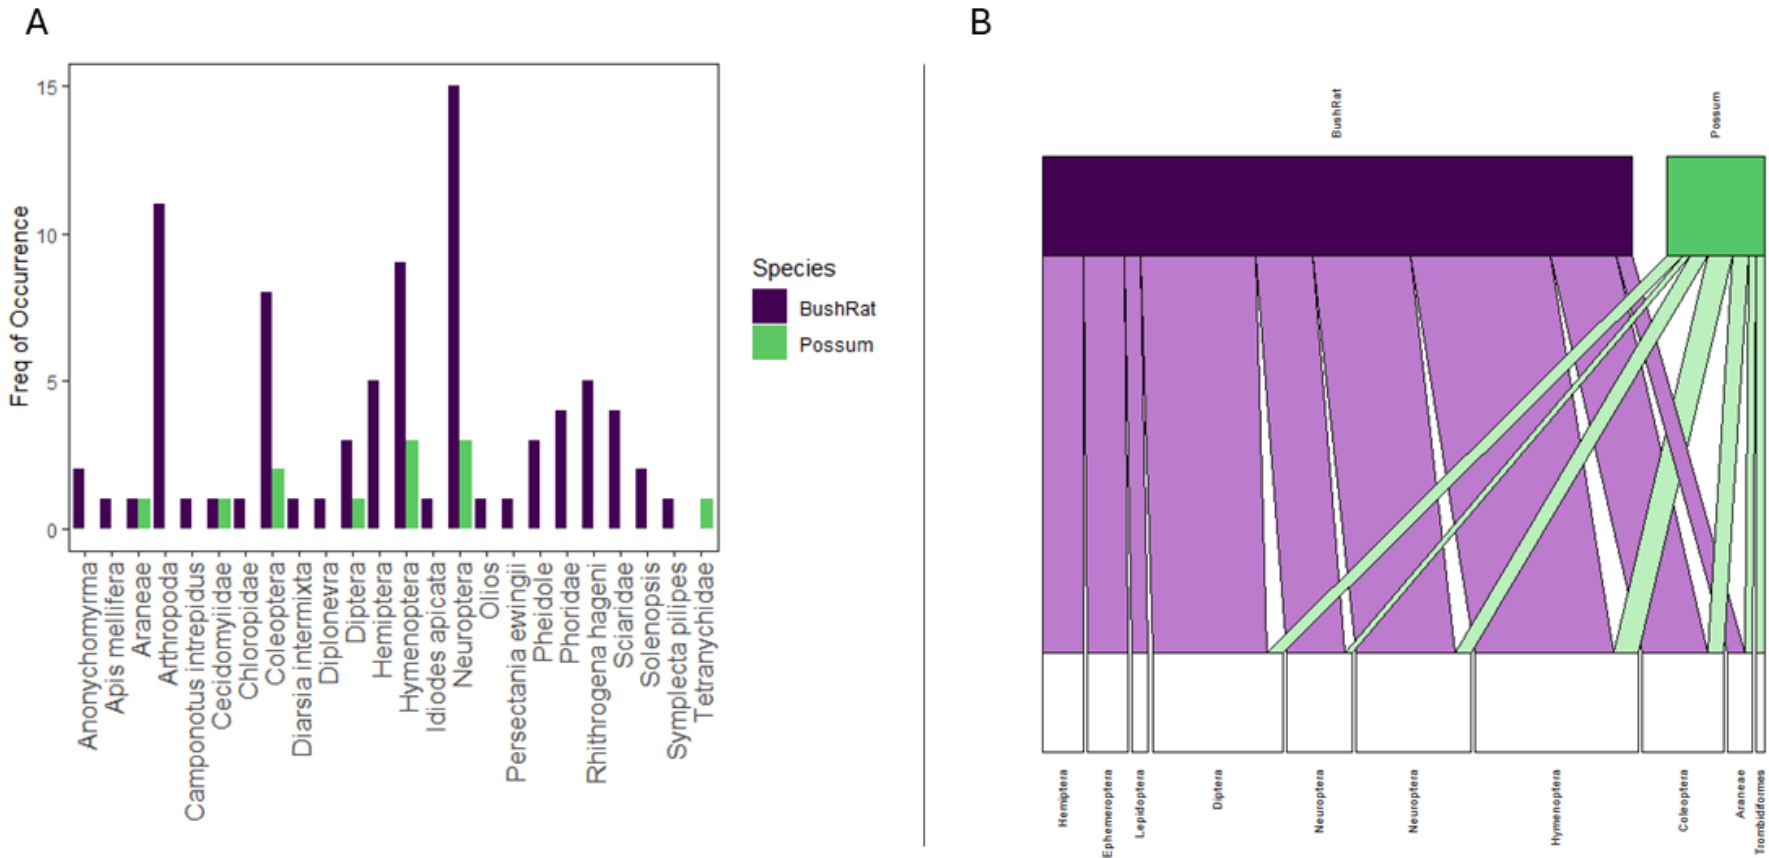 A
B
15
10
5
0
Freq of Occurrence
Anonychomyrma
Apis mellifera
Araneae
Arthropoda
Camponotus intrepidus
Cecidomyiidae
Chloropidae
Coleoptera
Diarsia intermixta
Diplonevra
Diptera
Hemiptera
Hymenoptera
Idiodes apicata
Neuroptera
Olios
Persectania ewingii
Pheidole
Phoridae
Rhithrogena hageni
Sciaridae
Solenopsis
Symplecta pilipes
Tetranychidae
Species
BushRat
Possum
BushRat
Possum
Hemiptera
Ephemeroptera
Lepidoptera
Diptera
Neuroptera
Neuroptera
Hymenoptera
Coleoptera
Araneae
Trombidiformes